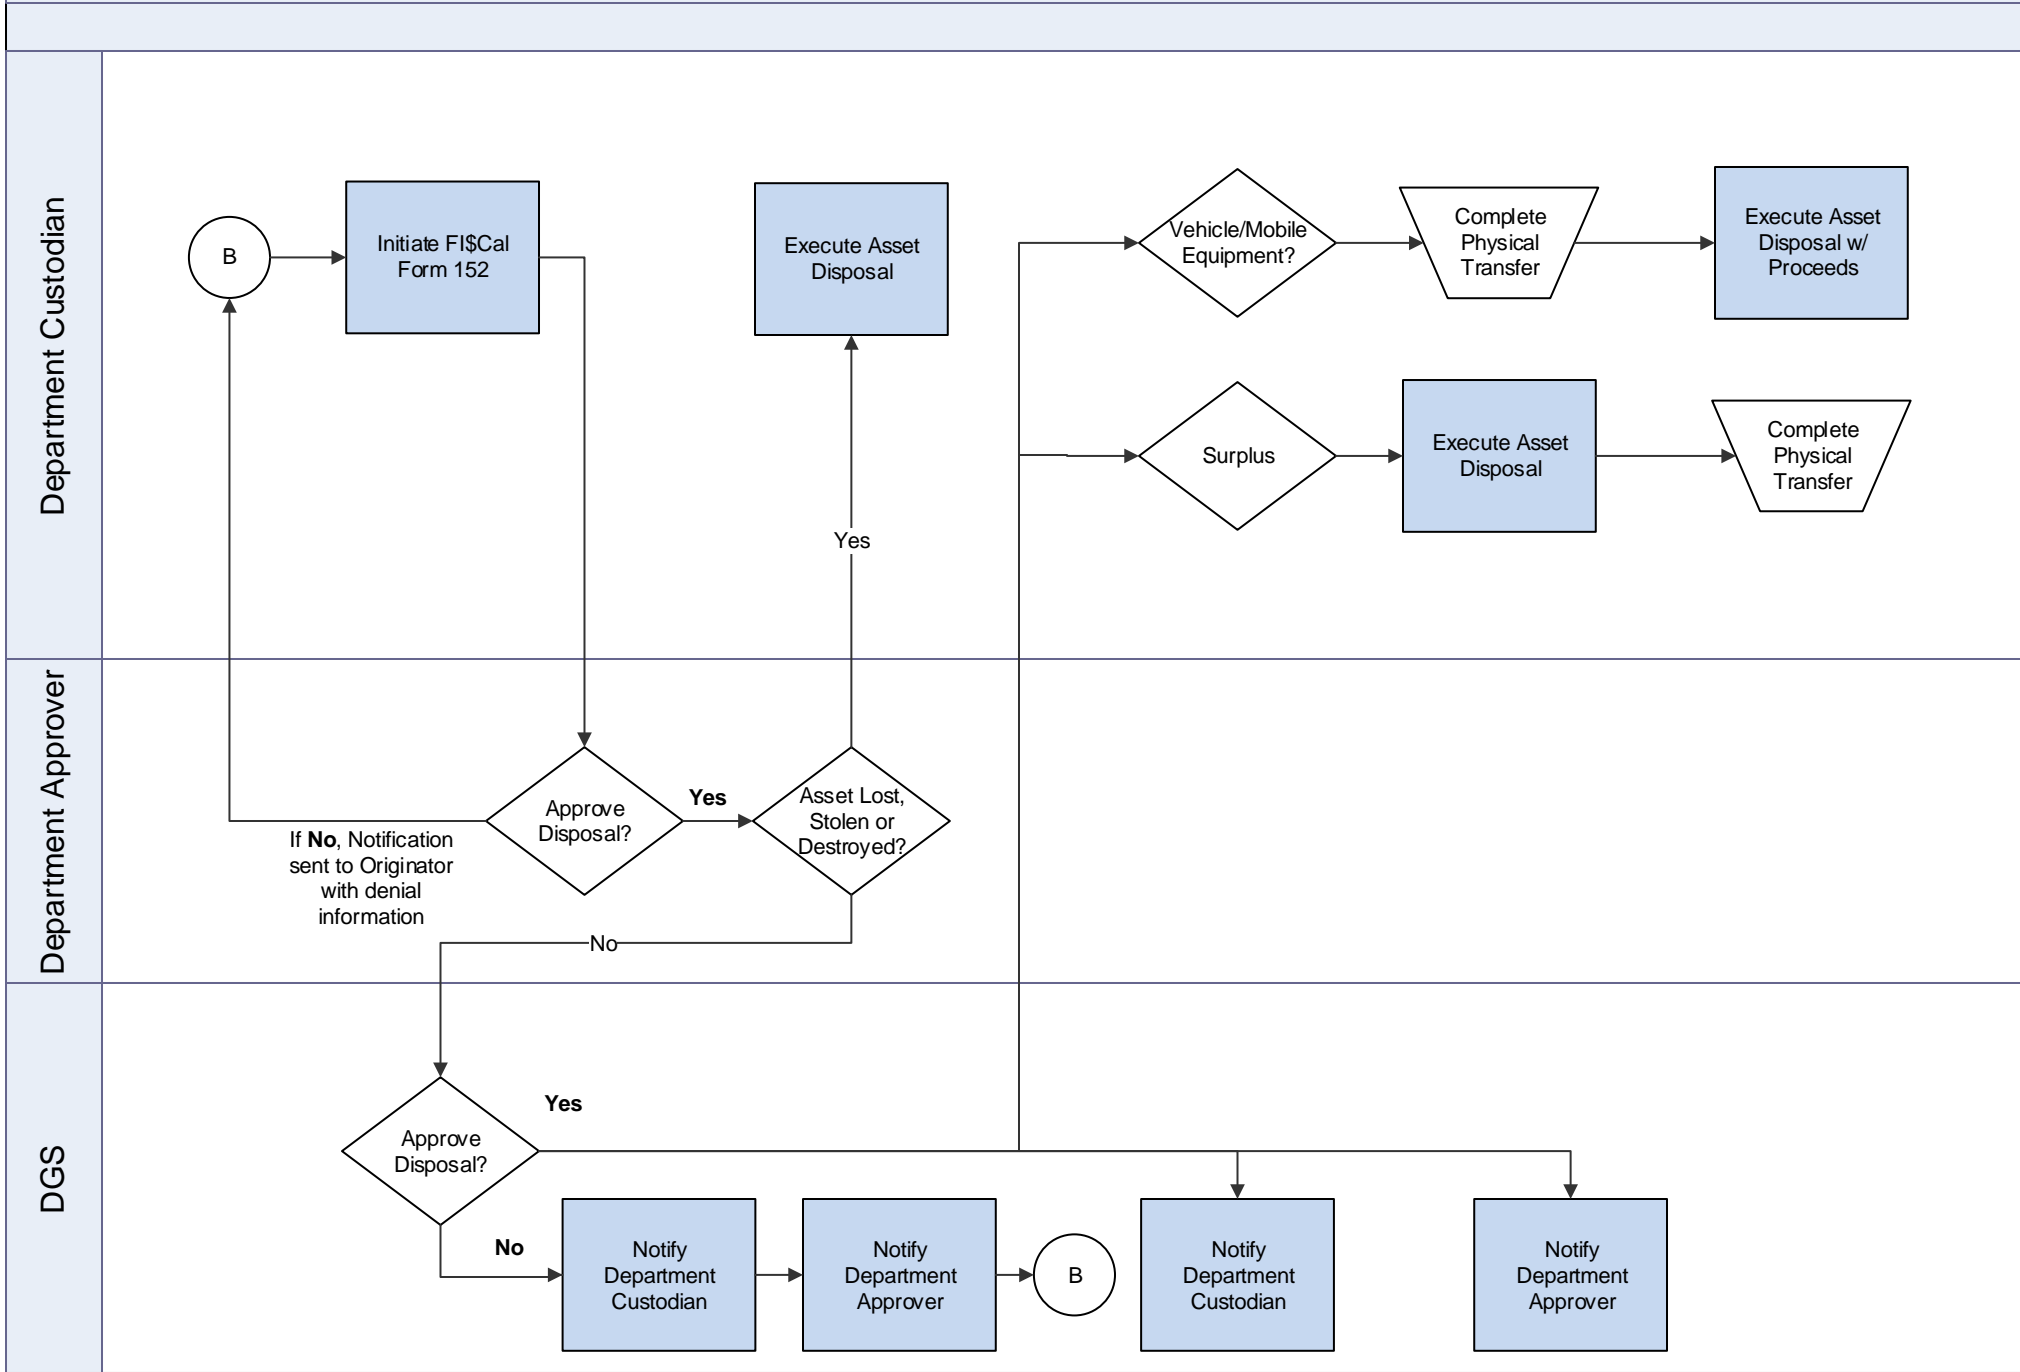 Department Custodian
B
Initiate FI$Cal
Form 152
Execute Asset
Disposal
Vehicle/Mobile
Equipment?
Complete
Physical
Transfer
Execute Asset
Disposal w/
Proceeds
Surplus
Execute Asset
Disposal
Complete
Physical
Transfer
Yes
Department Approver
Approve
Disposal?
Yes
Asset Lost,
Stolen or
Destroyed?
If No, Notification
sent to Originator
with denial
information
No
DGS
Approve
Disposal?
Yes
No
Notify
Department
Custodian
Notify
Department
Approver
B
Notify
Department
Custodian
Notify
Department
Approver